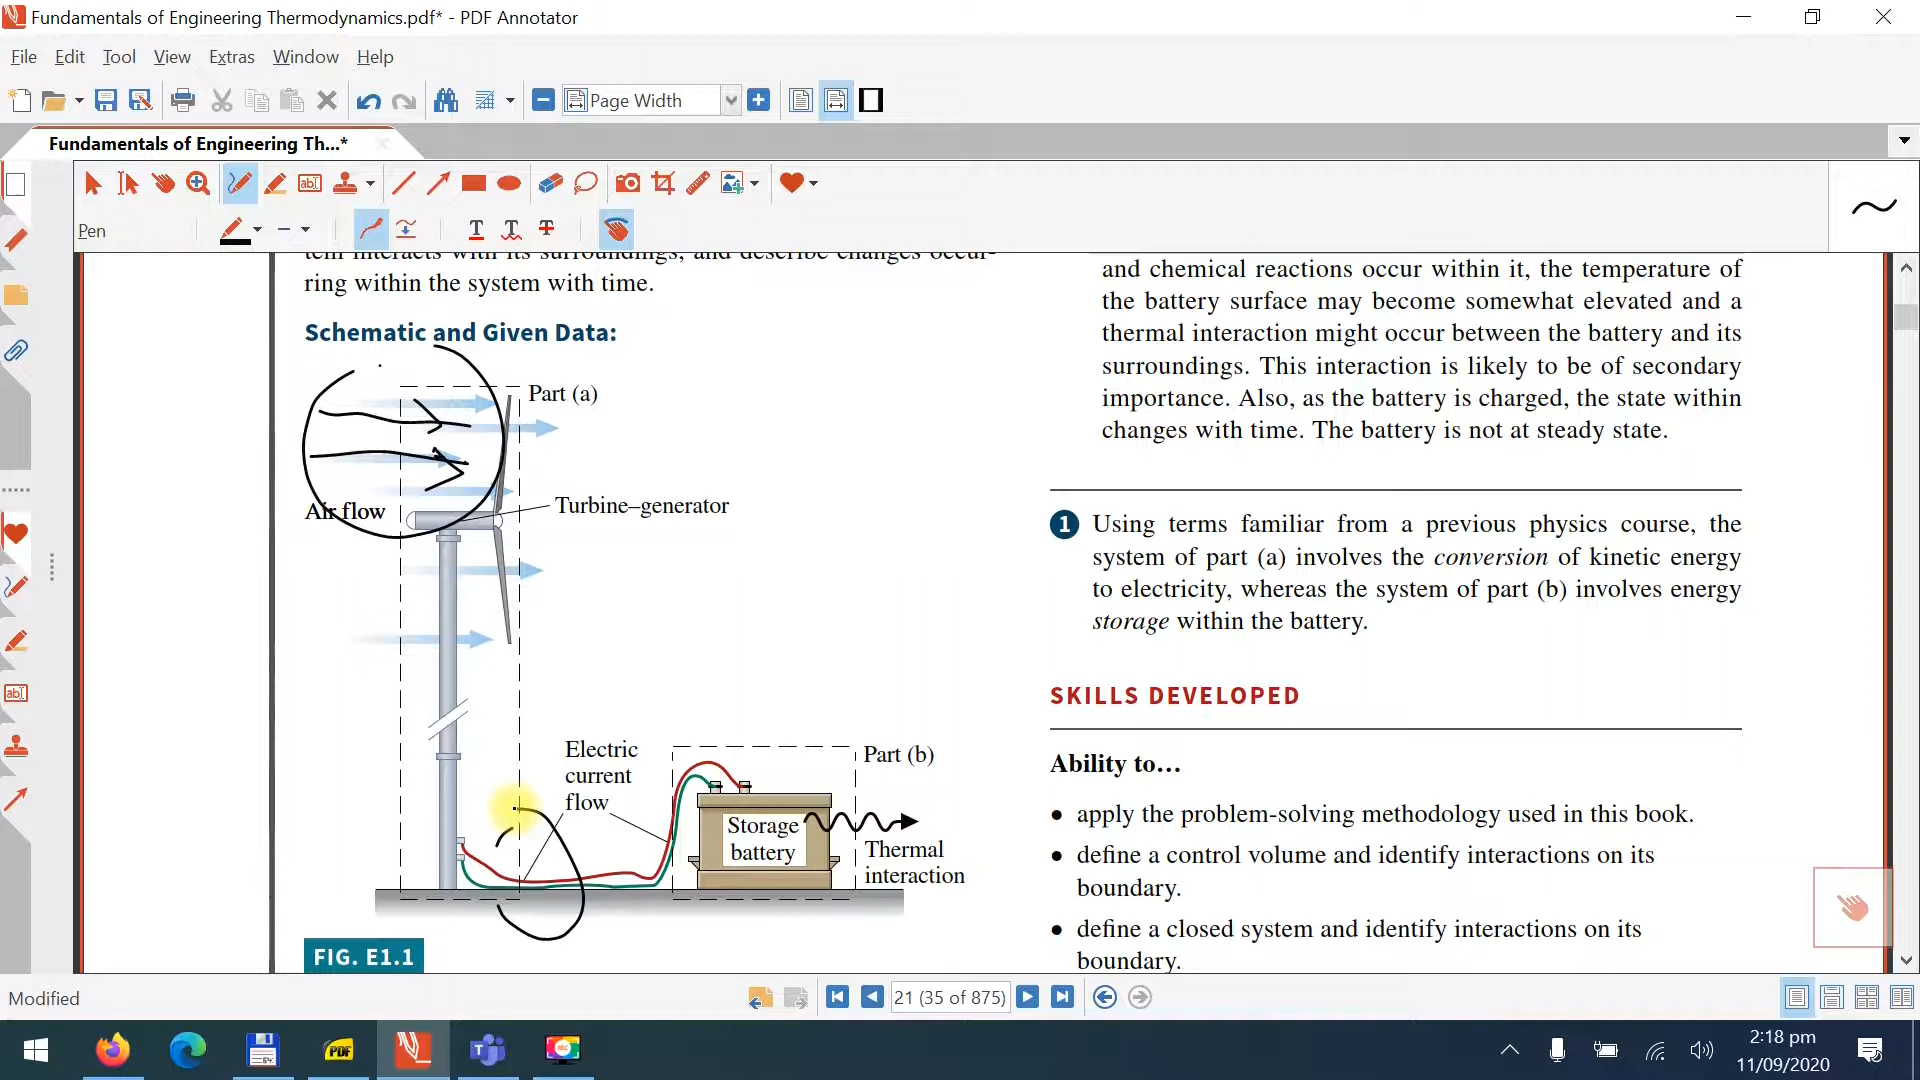 Fundamentals of Engineering Thermodynamics.pdf* - PDF Annotator
File Edit Tool View Extras Window Help
Page Width
Fundamentals of Engineering Th...*
Pen
ring within the system with time.
Schematic and Given Data:
Part (a)
Air flow
Turbine–generator
Electric
current
flow
Part (b)
Storage
battery
Thermal
interaction
FIG. E1.1
and chemical reactions occur within it, the temperature of
the battery surface may become somewhat elevated and a
thermal interaction might occur between the battery and its
surroundings. This interaction is likely to be of secondary
importance. Also, as the battery is charged, the state within
changes with time. The battery is not at steady state.
1 Using terms familiar from a previous physics course, the
system of part (a) involves the conversion of kinetic energy
to electricity, whereas the system of part (b) involves energy
storage within the battery.
SKILLS DEVELOPED
Ability to…
• apply the problem-solving methodology used in this book.
• define a control volume and identify interactions on its
boundary.
• define a closed system and identify interactions on its
boundary.
Modified
21 (35 of 875)
2:18 pm
11/09/2020